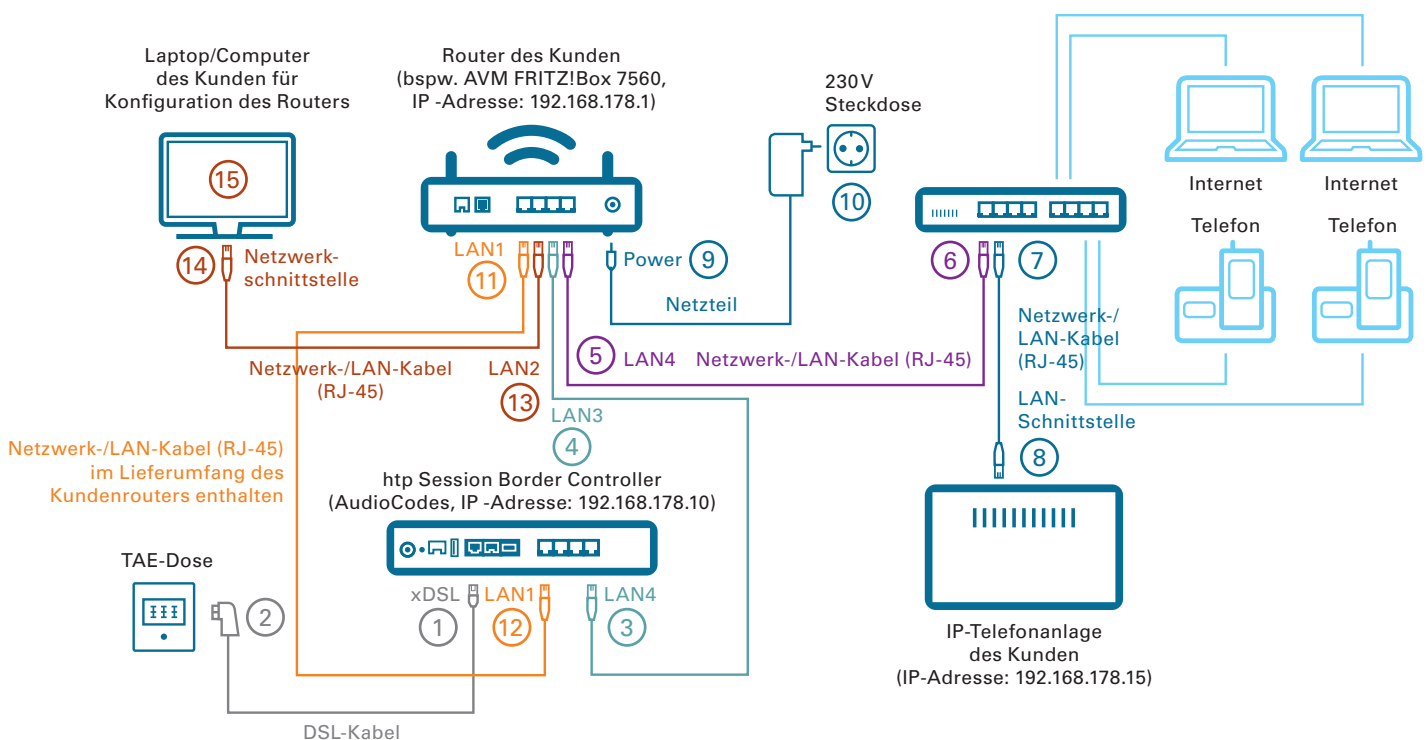 Laptop/Computer
des Kunden für
Konfiguration des Routers
15
14
Netzwerk-
schnittstelle
Router des Kunden
(bspw. AVM FRITZ!Box 7560,
IP -Adresse: 192.168.178.1)
LAN1
11
Power
9
Netzteil
230 V
Steckdose
10
6
7
Internet
Internet
Telefon
Telefon
Netzwerk-/
LAN-Kabel
(RJ-45)
LAN-
Schnittstelle
8
5
LAN4
Netzwerk-/LAN-Kabel (RJ-45)
Netzwerk-/LAN-Kabel
(RJ-45)
LAN2
13
LAN3
4
Netzwerk-/LAN-Kabel (RJ-45)
im Lieferumfang des
Kundenrouters enthalten
htp Session Border Controller
(AudioCodes, IP -Adresse: 192.168.178.10)
TAE-Dose
2
xDSL
1
LAN1
12
LAN4
3
DSL-Kabel
IP-Telefonanlage
des Kunden
(IP-Adresse: 192.168.178.15)